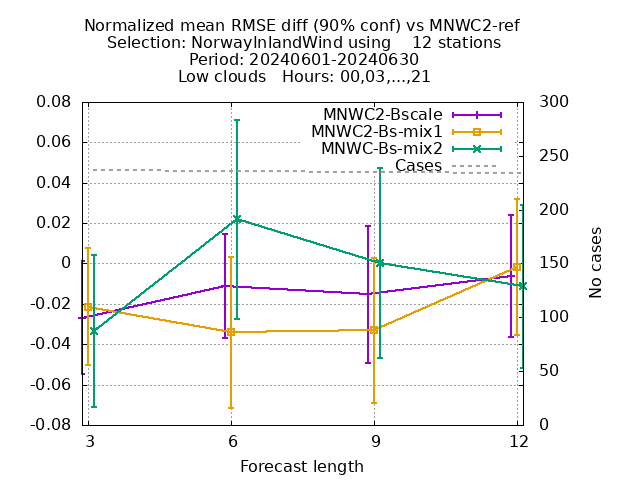 Normalized mean RMSE diff (90% conf) vs MNWC2-ref
Selection: NorwayInlandWind using 12 stations
Period: 20240601-20240630
Low clouds Hours: 00,03,...,21
MNWC2-Bscale
MNWC2-Bs-mix1
MNWC-Bs-mix2
Cases
0.08
0.06
0.04
0.02
0
-0.02
-0.04
-0.06
-0.08
300
250
200
150
100
50
0
No cases
3 6 9 12
Forecast length